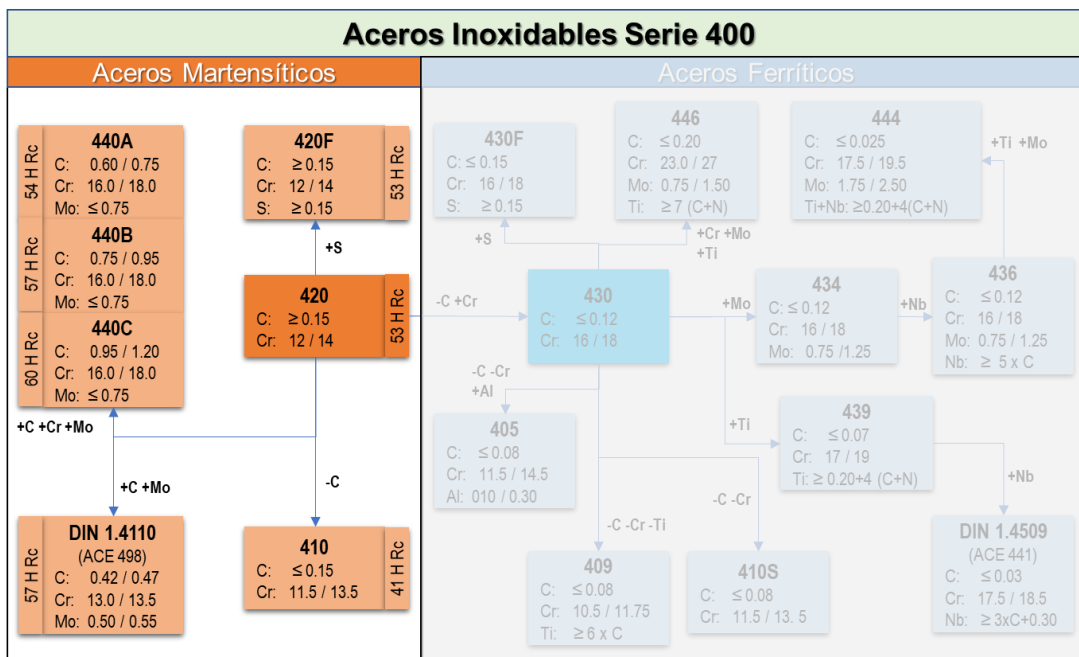 Aceros Inoxidables Serie 400
Aceros Martensíticos
Aceros Ferríticos
54 H Rc
440A
C: 0.60 / 0.75
Cr: 16.0 / 18.0
Mo: ≤ 0.75
57 H Rc
440B
C: 0.75 / 0.95
Cr: 16.0 / 18.0
Mo: ≤ 0.75
60 H Rc
440C
C: 0.95 / 1.20
Cr: 16.0 / 18.0
Mo: ≤ 0.75
+C +Cr +Mo
+C +Mo
57 H Rc
DIN 1.4110
(ACE 498)
C: 0.42 / 0.47
Cr: 13.0 / 13.5
Mo: 0.50 / 0.55
420F
C: ≥ 0.15
Cr: 12 / 14
S: ≥ 0.15
53 H Rc
+S
420
C: ≥ 0.15
Cr: 12 / 14
53 H Rc
-C
410
C: ≤ 0.15
Cr: 11.5 / 13.5
41 H Rc
-C +Cr
430F
C: ≤ 0.15
Cr: 16 / 18
S: ≥ 0.15
+S
446
C: ≤ 0.20
Cr: 23.0 / 27
Mo: 0.75 / 1.50
Ti: ≥ 7 (C+N)
+Cr +Mo
+Ti
444
C: ≤ 0.025
Cr: 17.5 / 19.5
Mo: 1.75 / 2.50
Ti+Nb: ≥0.20+4(C+N)
+Ti +Mo
430
C: ≤ 0.12
Cr: 16 / 18
+Mo
434
C: ≤ 0.12
Cr: 16 / 18
Mo: 0.75 /1.25
+Nb
436
C: ≤ 0.12
Cr: 16 / 18
Mo: 0.75 / 1.25
Nb: ≥ 5 x C
-C -Cr
+Al
405
C: ≤ 0.08
Cr: 11.5 / 14.5
Al: 010 / 0.30
+Ti
439
C: ≤ 0.07
Cr: 17 / 19
Ti: ≥ 0.20+4 (C+N)
+Nb
-C -Cr -Ti
409
C: ≤ 0.08
Cr: 10.5 / 11.75
Ti: ≥ 6 x C
-C -Cr
410S
C: ≤ 0.08
Cr: 11.5 / 13. 5
DIN 1.4509
(ACE 441)
C: ≤ 0.03
Cr: 17.5 / 18.5
Nb: ≥ 3xC+0.30